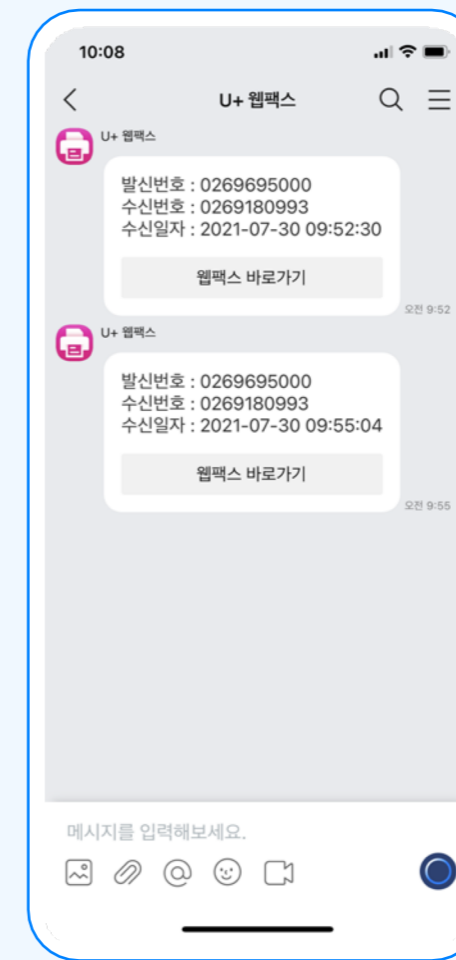 10:08
U+ 웹팩스
U+ 웹팩스
발신번호 : 0269695000
수신번호 : 0269180993
수신일자 : 2021-07-30 09:52:30
웹팩스 바로가기
오전 9:52
U+ 웹팩스
발신번호 : 0269695000
수신번호 : 0269180993
수신일자 : 2021-07-30 09:55:04
웹팩스 바로가기
오전 9:55
메시지를 입력해보세요.